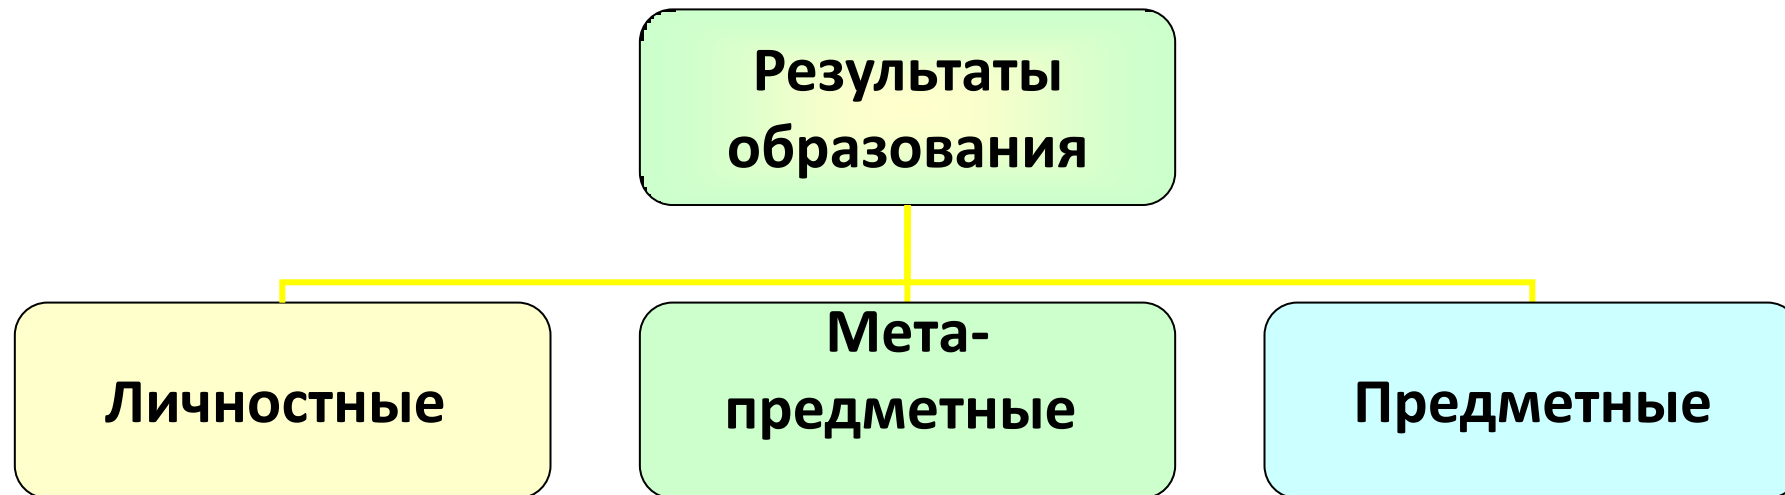 Результаты
образования
Личностные
Мета-
предметные
Предметные